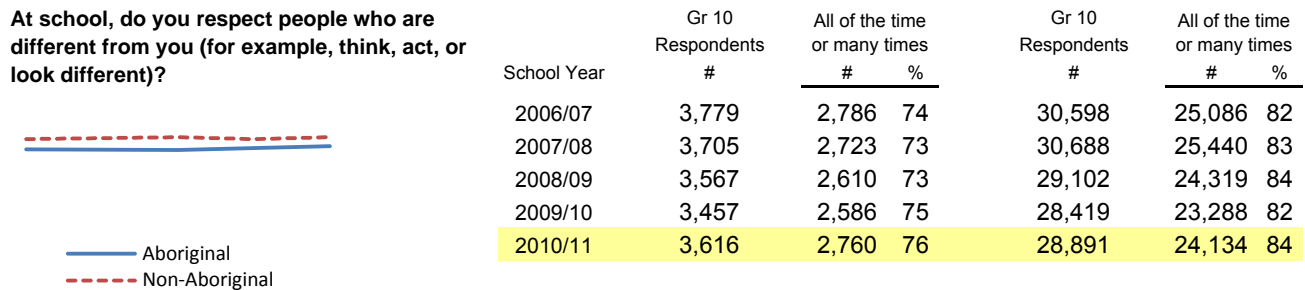 At school, do you respect people who are
different from you (for example, think, act, or
look different)?
Aboriginal
Non-Aboriginal
Gr 10 All of the time Gr 10 All of the time
Respondents or many times Respondents or many times
School Year # # % # # %
2006/07 3,779 2,786 74 30,598 25,086 82
2007/08 3,705 2,723 73 30,688 25,440 83
2008/09 3,567 2,610 73 29,102 24,319 84
2009/10 3,457 2,586 75 28,419 23,288 82
2010/11 3,616 2,760 76 28,891 24,134 84